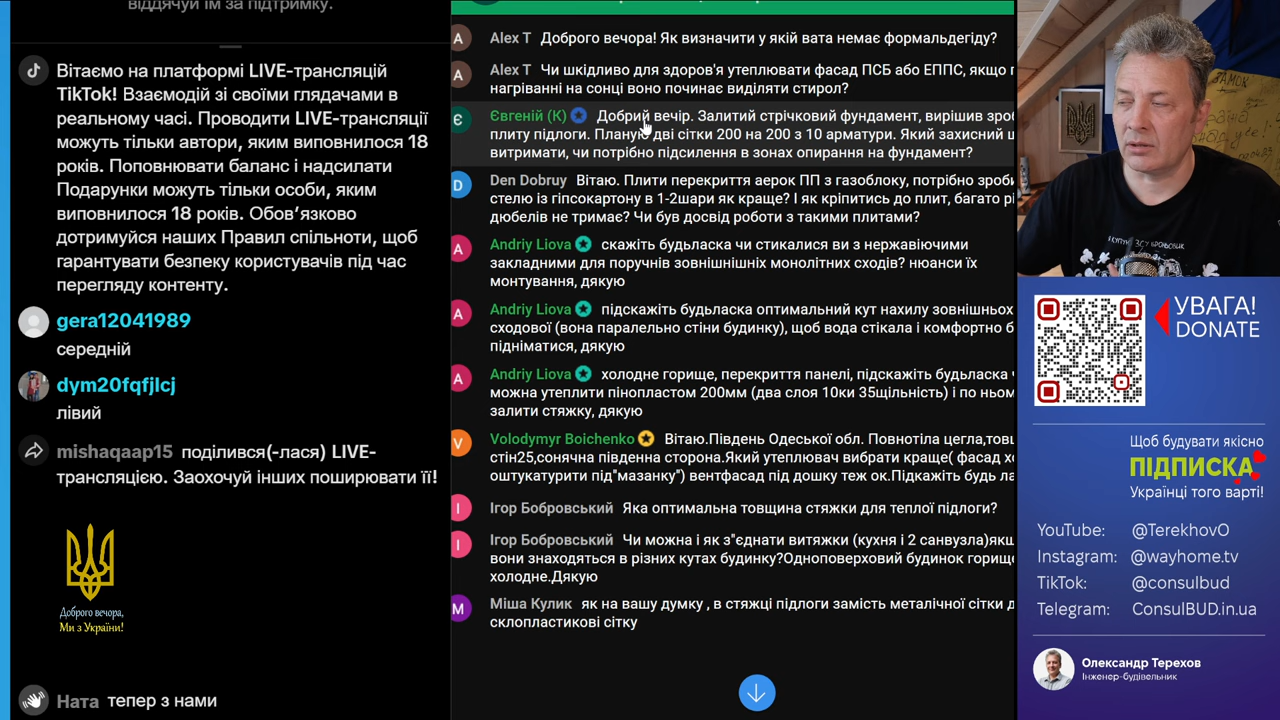 віддячуй їм за підтримку.
Вітаємо на платформі LIVE-трансляцій
TikTok! Взаємодій зі своїми глядачами в
реальному часі. Проводити LIVE-трансляції
можуть тільки автори, яким виповнилося 18
років. Поповнювати баланс і надсилати
Подарунки можуть тільки особи, яким
виповнилося 18 років. Обов’язково
дотримуйся наших Правил спільноти, щоб
гарантувати безпеку користувачів під час
перегляду контенту.
gera12041989
середній
dym20fqfjlcj
лівий
mishaqaap15 поділився(-лася) LIVE-
трансляцією. Заохочуй інших поширювати її!
Доброго вечора,
Ми з України!
Ната тепер з нами
A Alex T Доброго вечора! Як визначити у якій вата немає формальдегіду?
A Alex T Чи шкідливо для здоров'я утеплювати фасад ПСБ або ЕППС, якщо
нагріванні на сонці воно починає виділяти стирол?
Є Євгеній (К) Добрий вечір. Залитий стрічковий фундамент, вирішив
плиту підлоги. Планую дві сітки 200 на 200 з 10 арматури. Який захисний
витримати, чи потрібно підсилення в зонах опирання на фундамент?
D Den Dobruy Вітаю. Плити перекриття аерок ПП з газоблоку, потрібно
стелю із гіпсокартону в 1-2шари як краще? І як кріпитись до плит, багато
дюбелів не тримає? Чи був досвід роботи з такими плитами?
A Andriy Liova скажіть будьласка чи стикалися ви з нержавіючими
закладними для поручнів зовнішнішніх монолітних сходів? нюанси їх
монтування, дякую
A Andriy Liova підскажіть будьласка оптимальний кут нахилу зовнішньох
сходової (вона паралельно стіни будинку), щоб вода стікала і комфортно
підніматися, дякую
A Andriy Liova холодне горище, перекриття панелі, підскажіть будьласка
можна утеплити пінопластом 200мм (два слоя 10ки 35щільність) і по
залити стяжку, дякую
V Volodymyr Boichenko Вітаю.Південь Одеської обл. Повнотіла цегла,
стін25,сонячна південна сторона.Який утеплювач вибрати краще( фасад
оштукатурити під"мазанку") вентфасад під дошку теж ок.Підкажіть будь
І Ігор Бобровський Яка оптимальна товщина стяжки для теплої підлоги?
І Ігор Бобровський Чи можна і як з"єднати витяжки (кухня і 2 санвузла)
вони знаходяться в різних кутах будинку?Одноповерховий будинок
холодне.Дякую
М Міша Кулик як на вашу думку , в стяжці підлоги замість металічної сітки
склопластикові сітку
ЗАМОК
УВАГА!
DONATE
Щоб будувати якісно
ПІДПИСКА
Українці того варті!
YouTube: @TerekhovO
Instagram: @wayhome.tv
TikTok: @consulbud
Telegram: ConsulBUD.in.ua
Олександр Терехов
Інженер-будівельник